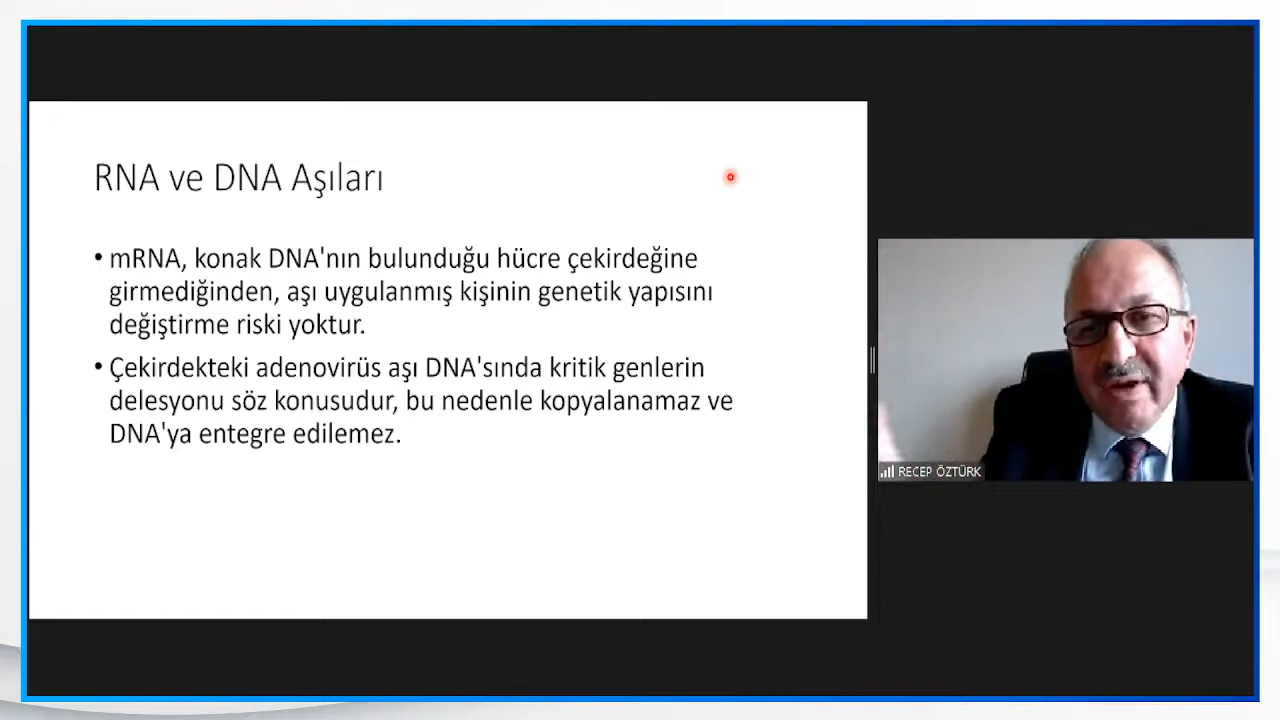 RNA ve DNA Aşıları
• mRNA, konak DNA'nın bulunduğu hücre çekirdeğine
girmediğinden, aşı uygulanmış kişinin genetik yapısını
değiştirme riski yoktur.
• Çekirdekteki adenovirüs aşı DNA'sında kritik genlerin
delesyonu söz konusudur, bu nedenle kopyalanamaz ve
DNA'ya entegre edilemez.
RECEP ÖZTÜRK